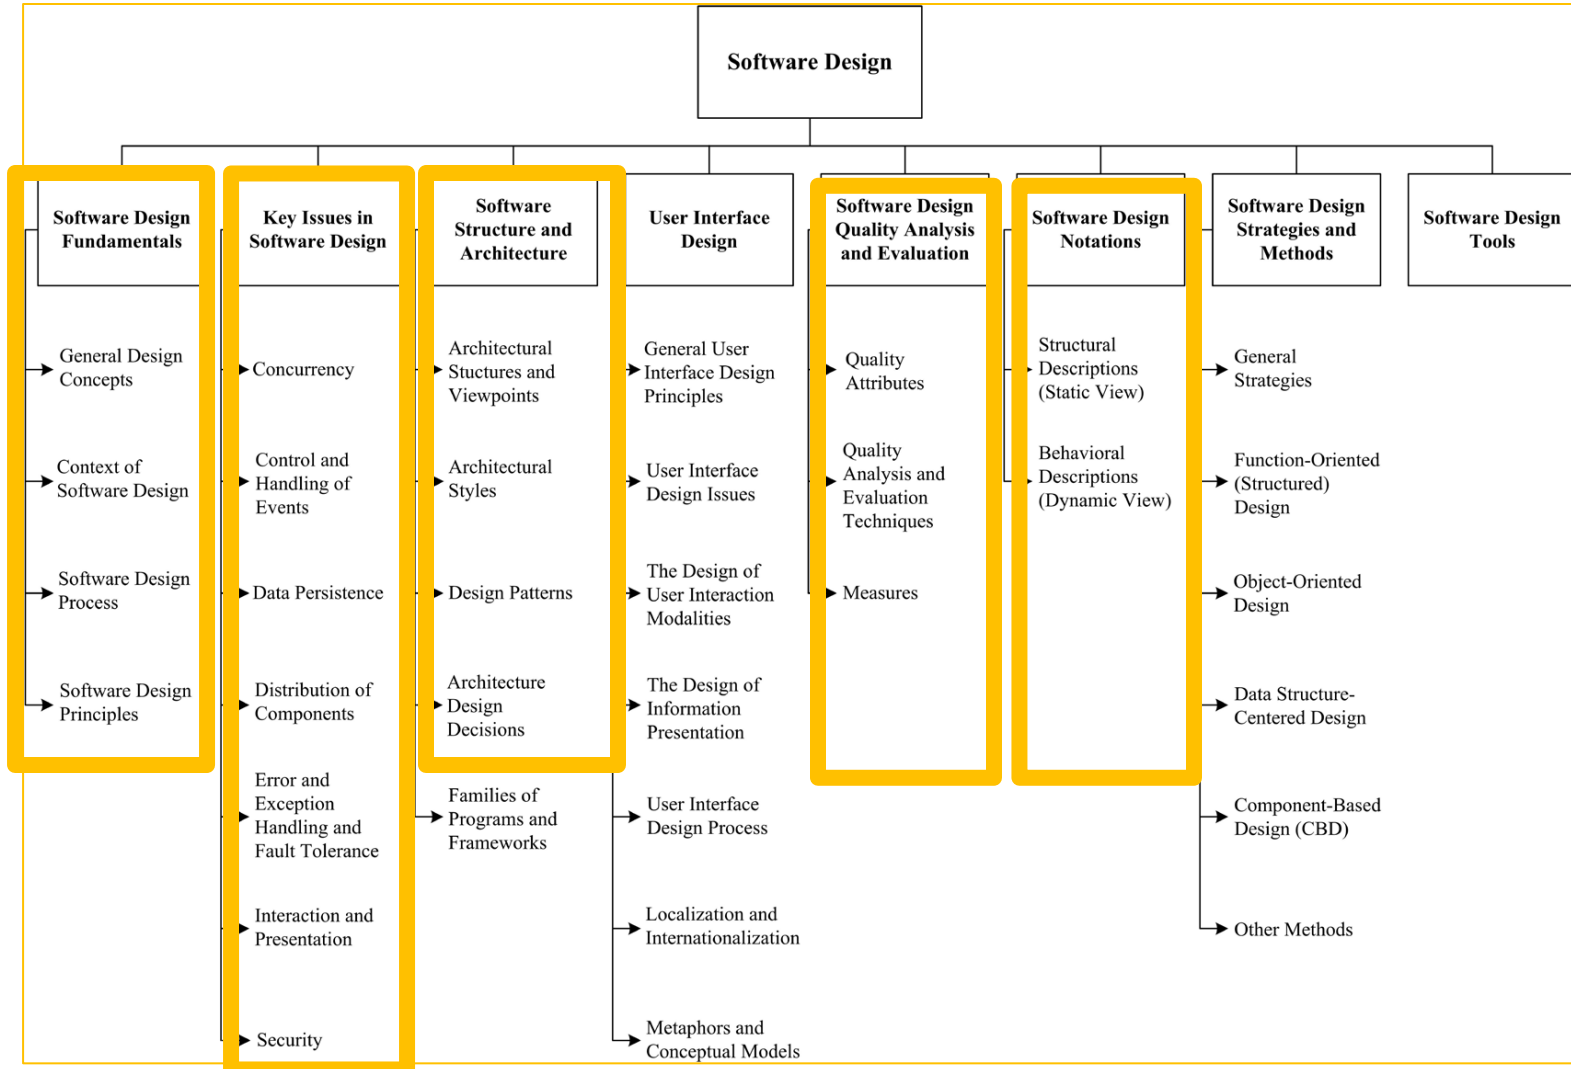 Software Design
Software Design
Fundamentals
General Design
Concepts
Context of
Software Design
Software Design
Process
Software Design
Principles
Key Issues in
Software Design
Concurrency
Control and
Handling of
Events
Data Persistence
Distribution of
Components
Error and
Exception
Handling and
Fault Tolerance
Interaction and
Presentation
Security
Software
Structure and
Architecture
Architectural
Stuctures and
Viewpoints
Architectural
Styles
Design Patterns
Architecture
Design
Decisions
Families of
Programs and
Frameworks
User Interface
Design
General User
Interface Design
Principles
User Interface
Design Issues
The Design of
User Interaction
Modalities
The Design of
Information
Presentation
User Interface
Design Process
Localization and
Internationalization
Metaphors and
Conceptual Models
Software Design
Quality Analysis
and Evaluation
Quality
Attributes
Quality
Analysis and
Evaluation
Techniques
Measures
Software Design
Notations
Structural
Descriptions
(Static View)
Behavioral
Descriptions
(Dynamic View)
Software Design
Strategies and
Methods
General
Strategies
Function-Oriented
(Structured)
Design
Object-Oriented
Design
Data Structure-
Centered Design
Component-Based
Design (CBD)
Other Methods
Software Design
Tools